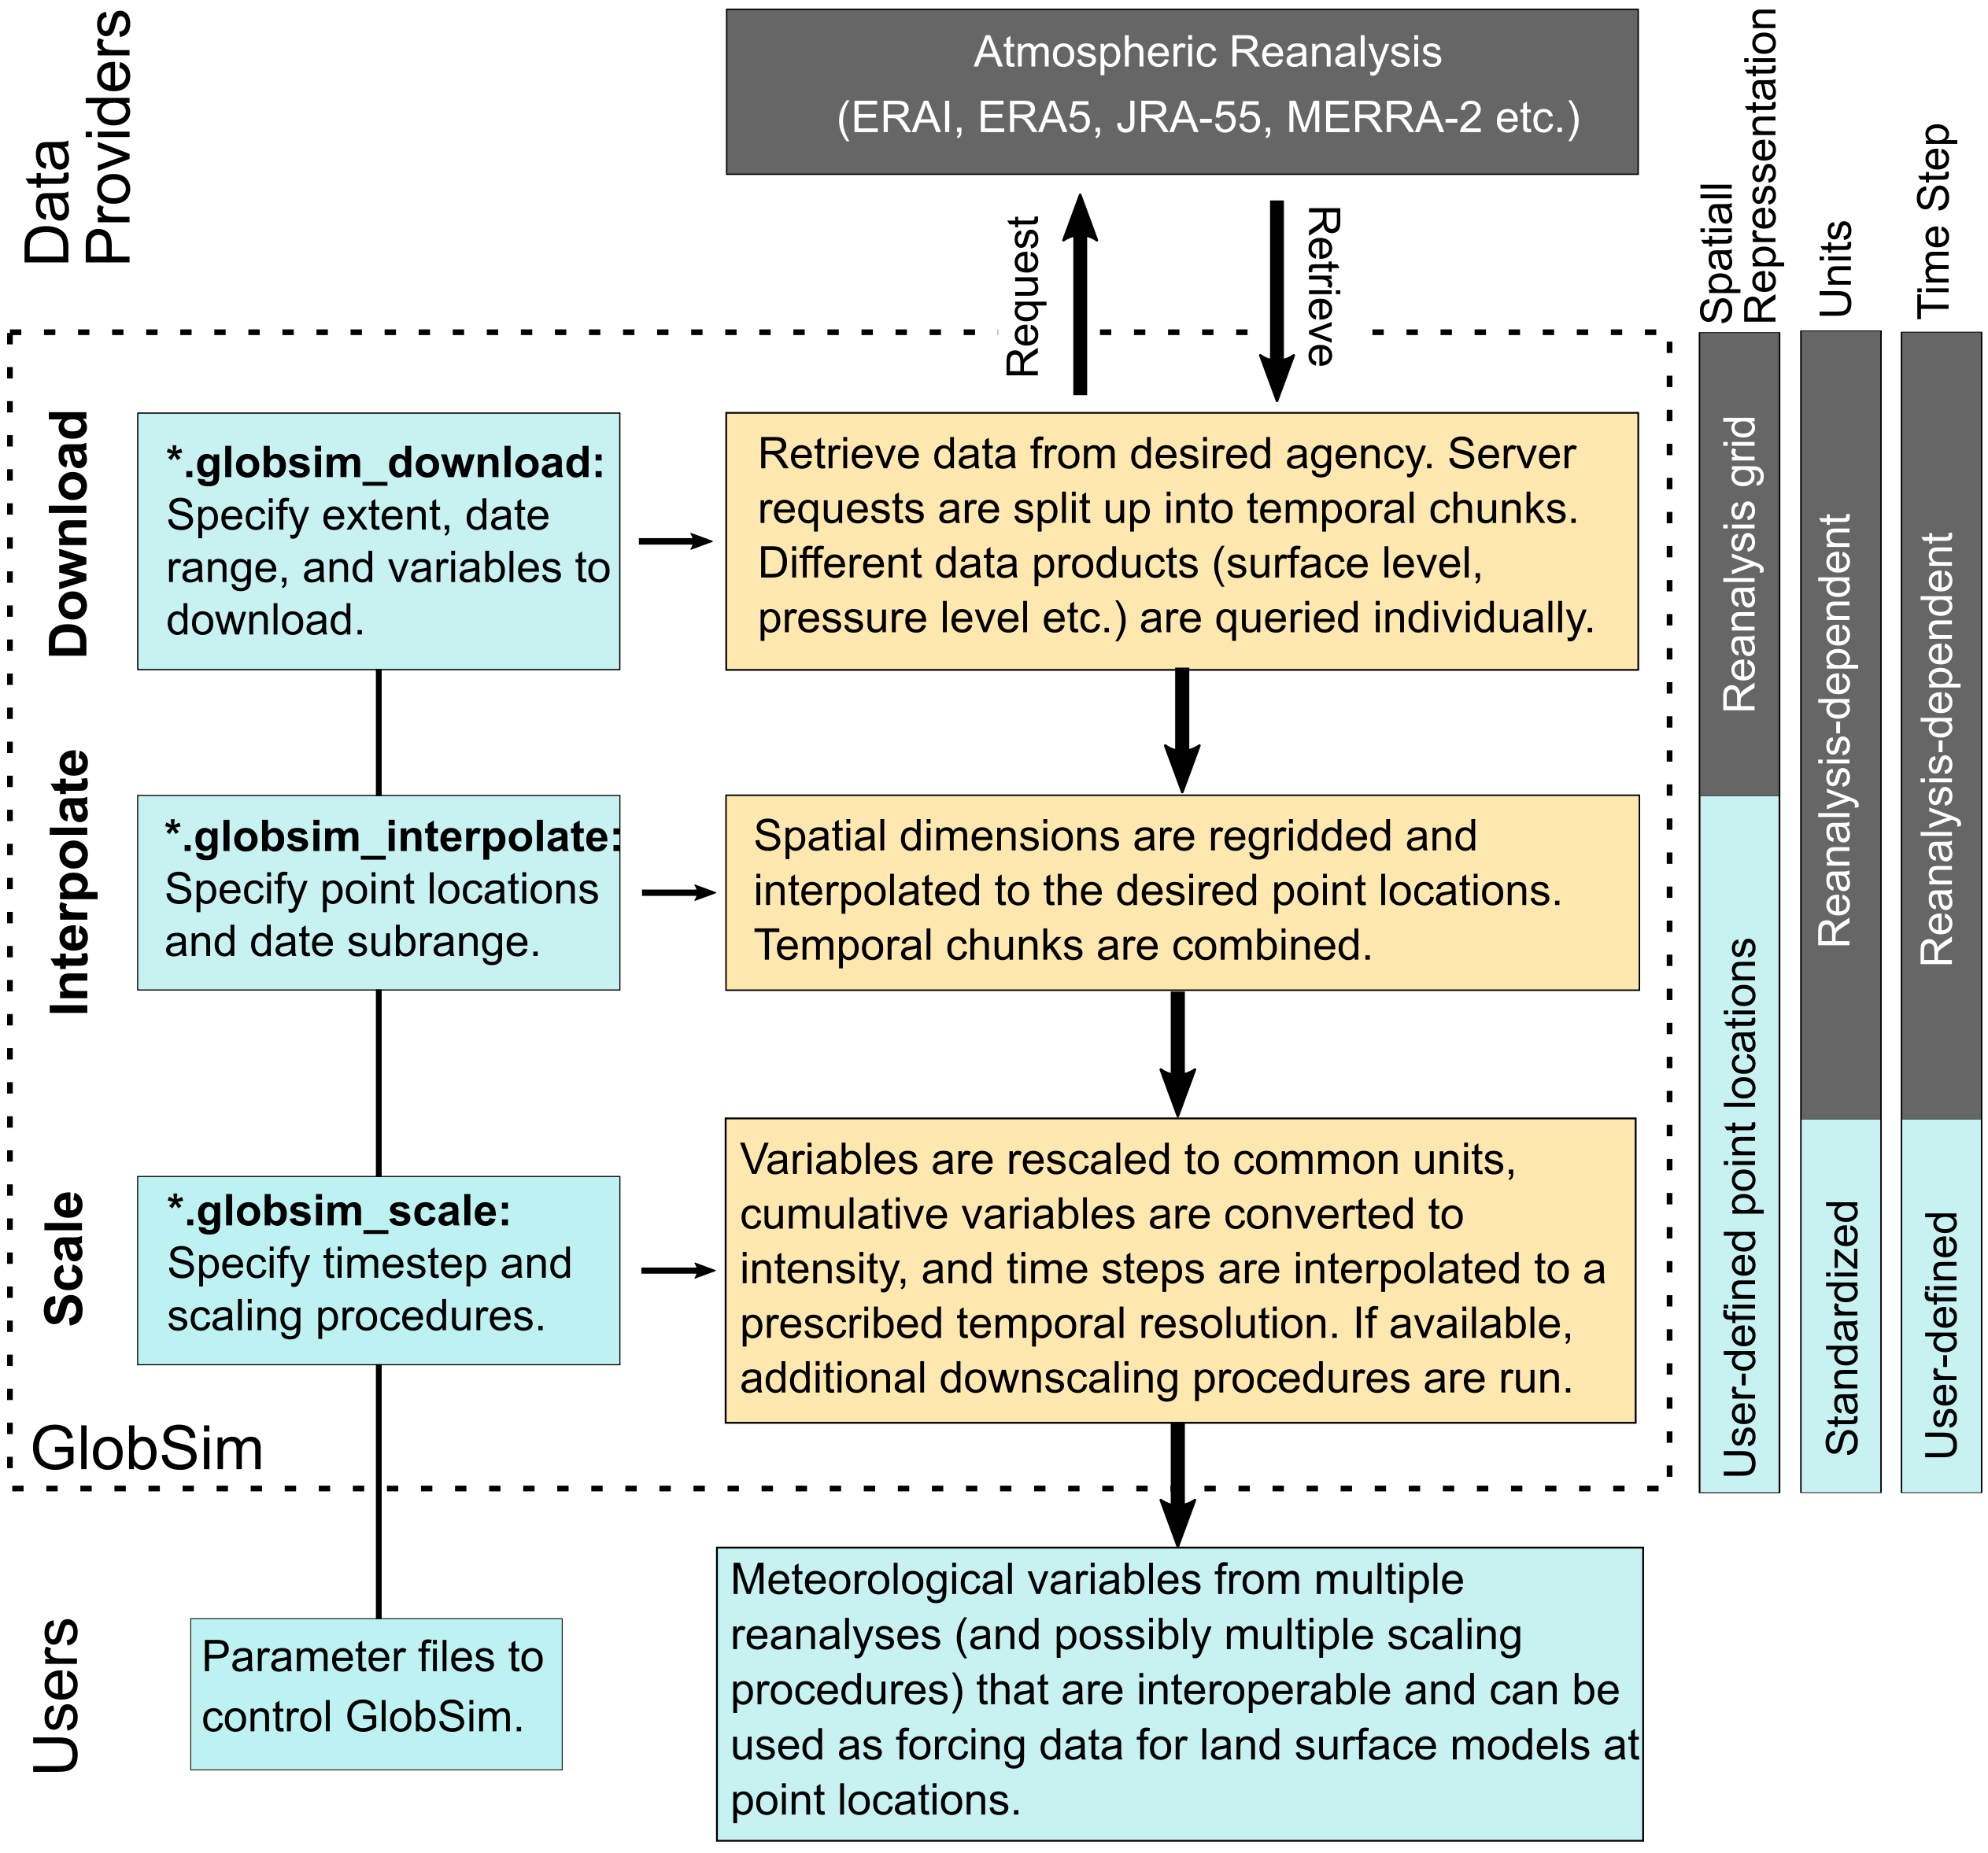 Data
Providers
Atmospheric Reanalysis
(ERAI, ERA5, JRA-55, MERRA-2 etc.)
Request
Retrieve
Spatiall
Repressentation
Units
Time Step
Download
*.globsim_download:
Specify extent, date
range, and variables to
download.
Retrieve data from desired agency. Server
requests are split up into temporal chunks.
Different data products (surface level,
pressure level etc.) are queried individually.
Interpolate
*.globsim_interpolate:
Specify point locations
and date subrange.
Spatial dimensions are regridded and
interpolated to the desired point locations.
Temporal chunks are combined.
Scale
*.globsim_scale:
Specify timestep and
scaling procedures.
Variables are rescaled to common units,
cumulative variables are converted to
intensity, and time steps are interpolated to a
prescribed temporal resolution. If available,
additional downscaling procedures are run.
GlobSim
Reanalysis grid
User-defined point locations
Reanalysis-dependent
Standardized
Reanalysis-dependent
User-defined
Users
Parameter files to
control GlobSim.
Meteorological variables from multiple
reanalyses (and possibly multiple scaling
procedures) that are interoperable and can be
used as forcing data for land surface models at
point locations.